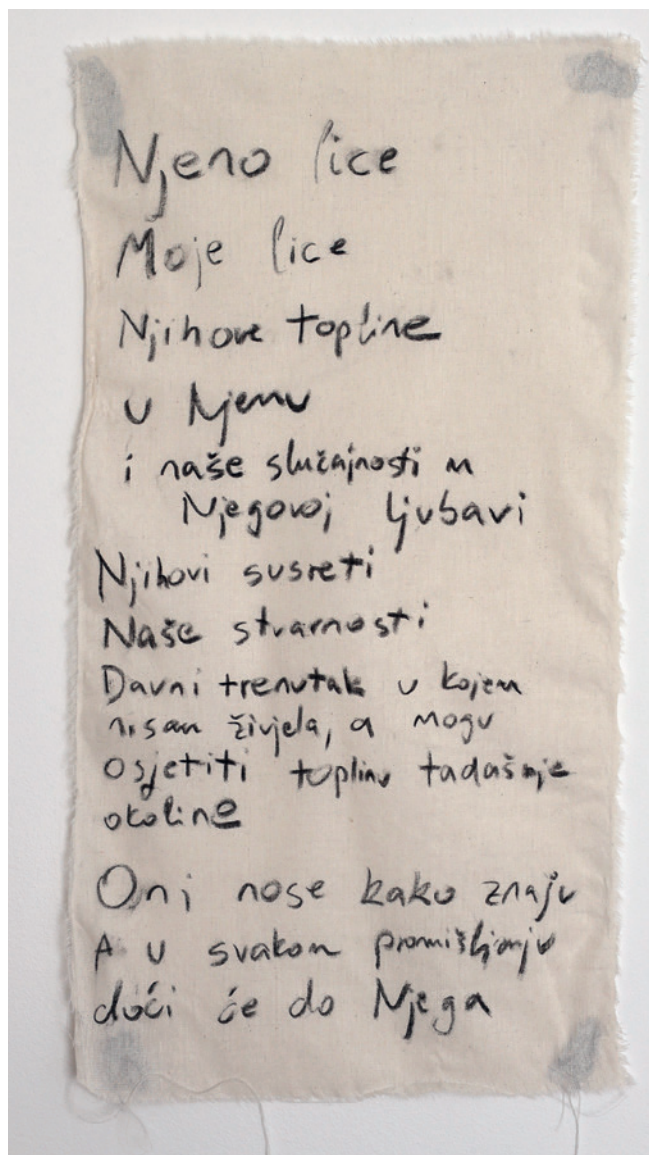 Njeno lice
Moje lice
Njihove topline
u Njemu
i naše slučajnosti u
Njegovoj ljubavi
Njihovi susreti
Naše stvarnosti
Davni trenutak u kojem
nisam živjela, a mogu
osjetiti toplinu tadašnje
okoline
Oni nose kako znaju
A u svakom promišljanju
doći će do Njega